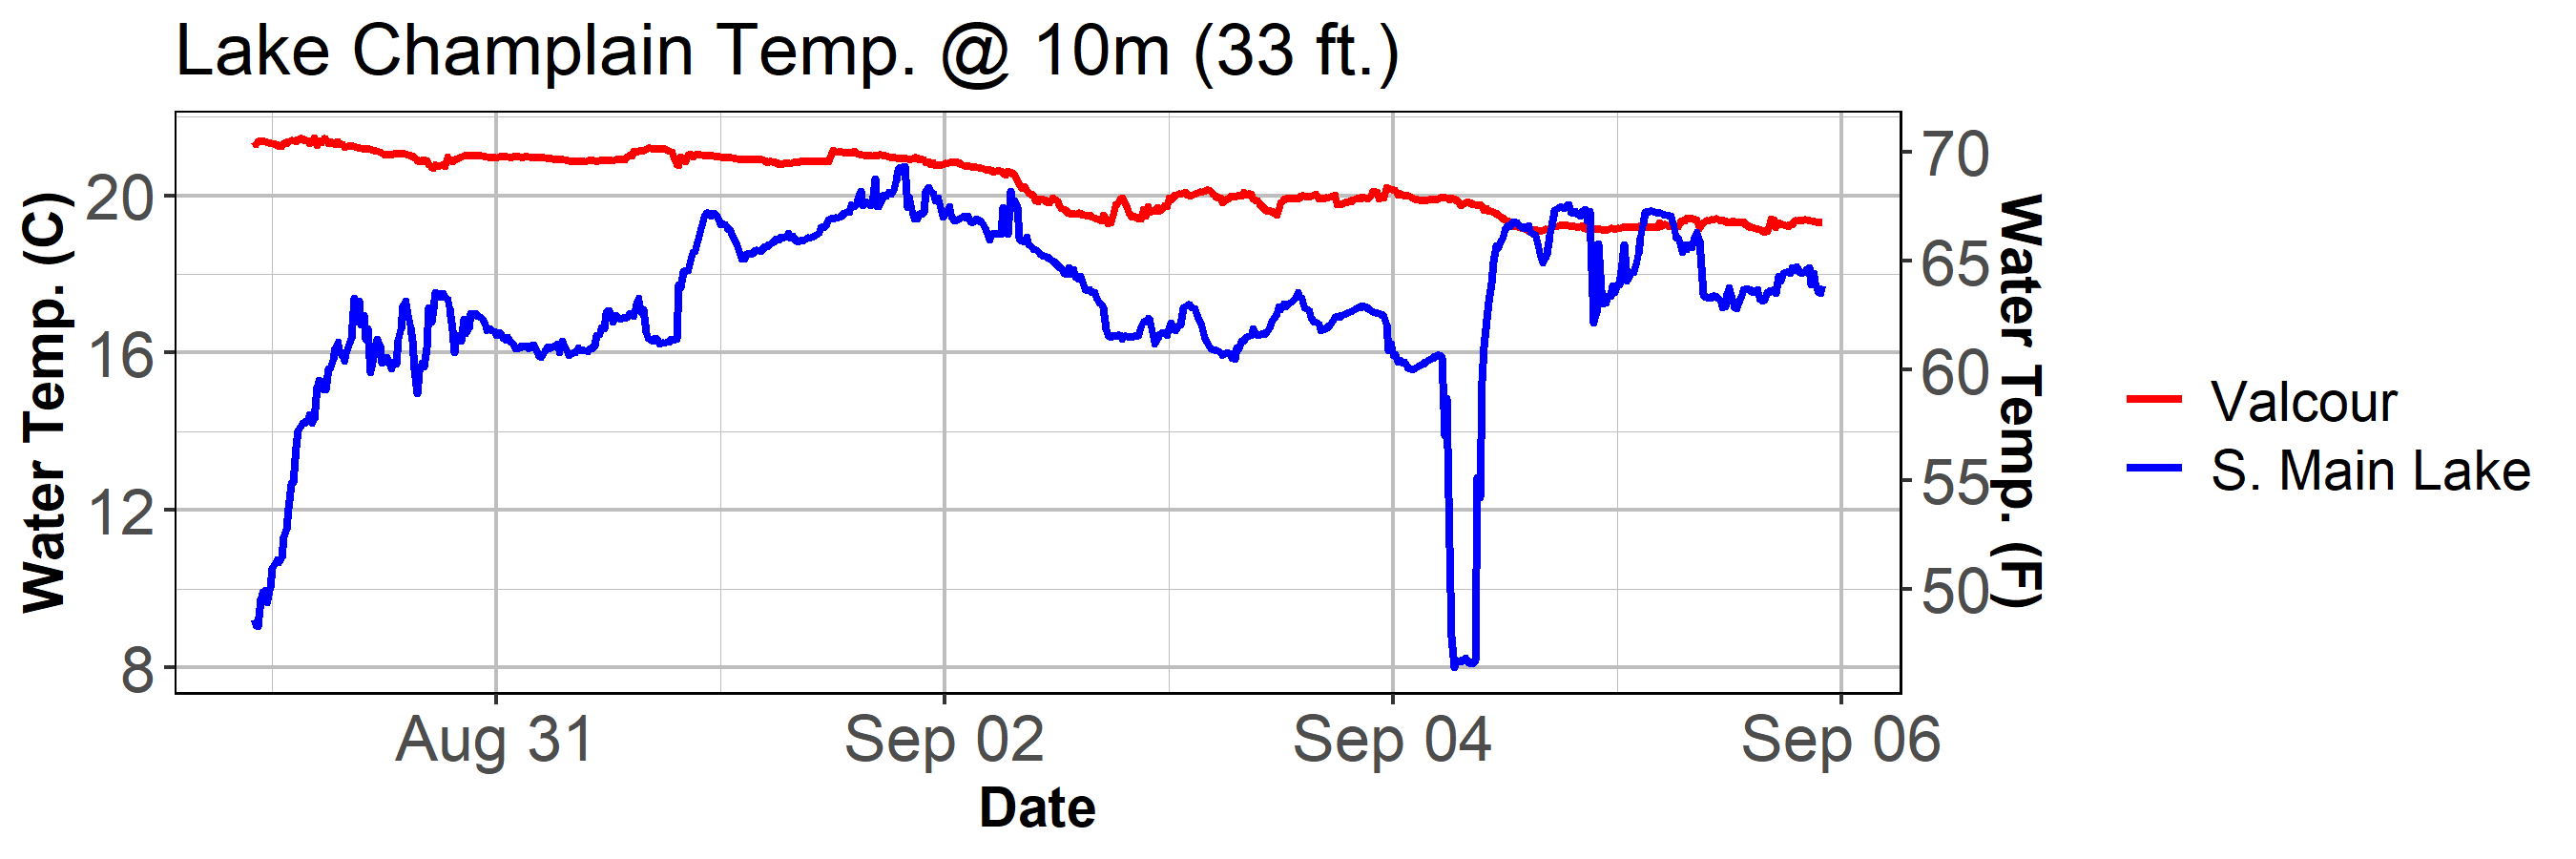 Lake Champlain Temp. @ 10m (33 ft.)
Water Temp. (C)
20
16
12
8
70
65
60
55
50
Water Temp. (F)
Aug 31
Sep 02
Sep 04
Sep 06
Date
Valcour
S. Main Lake